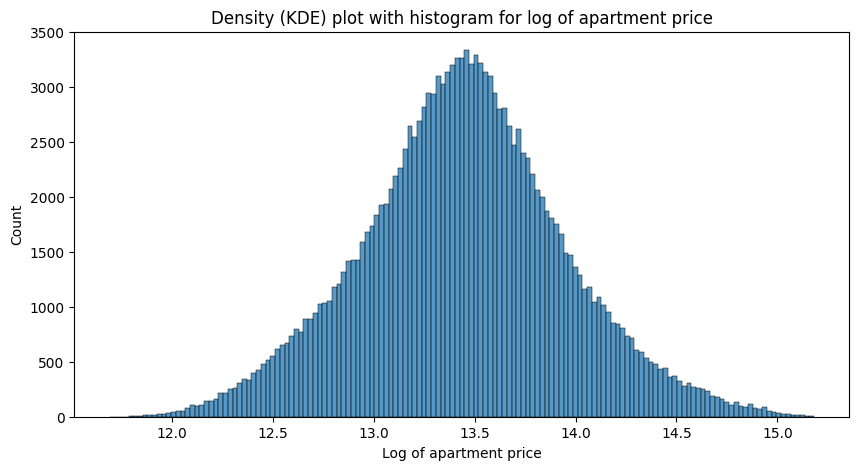 Density (KDE) plot with histogram for log of apartment price
3500
3000
2500
2000
1500
1000
500
0
Count
12.0 12.5 13.0 13.5 14.0 14.5 15.0
Log of apartment price